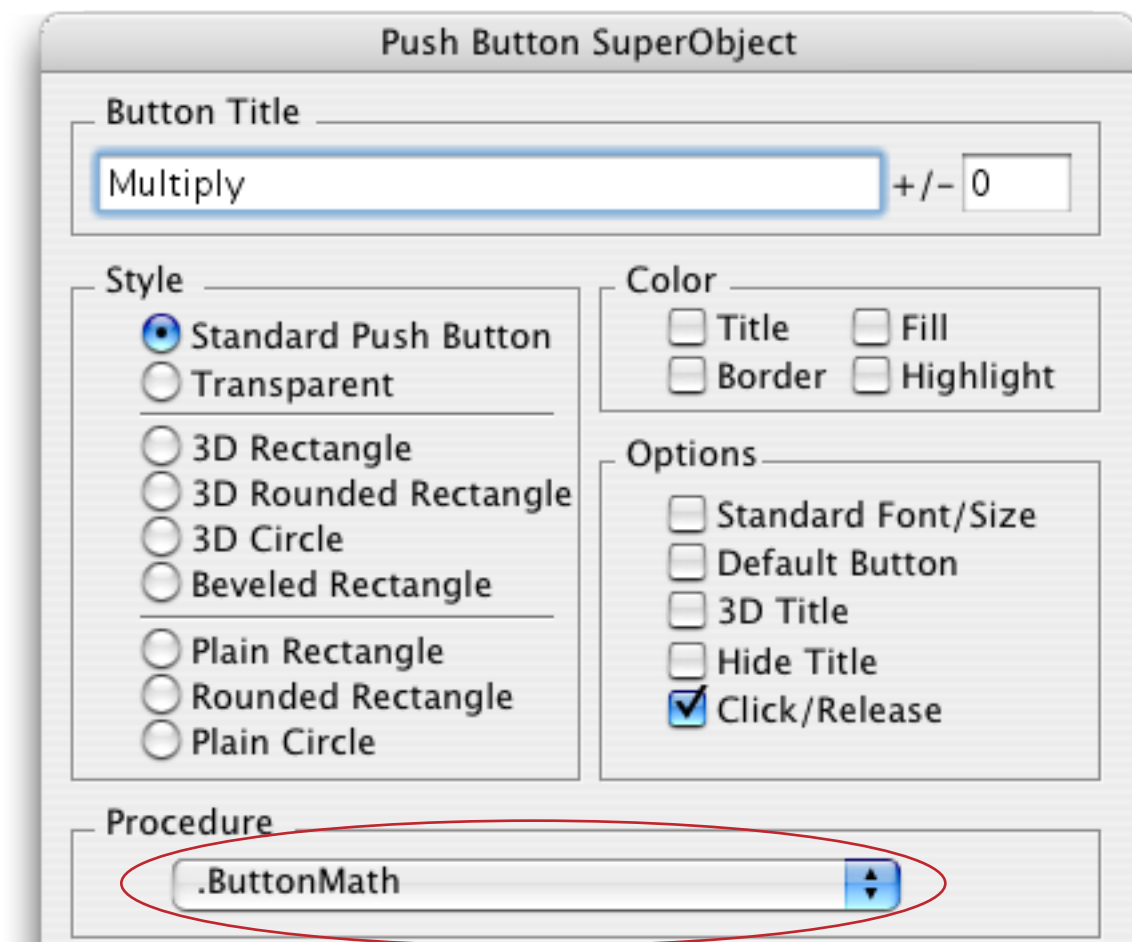 Push Button SuperObject
Button Title
Multiply +/- 0
Style
Standard Push Button
Transparent
3D Rectangle
3D Rounded Rectangle
3D Circle
Beveled Rectangle
Plain Rectangle
Rounded Rectangle
Plain Circle
Color
Title Fill
Border Highlight
Options
Standard Font/Size
Default Button
3D Title
Hide Title
Click/Release
Procedure
.ButtonMath